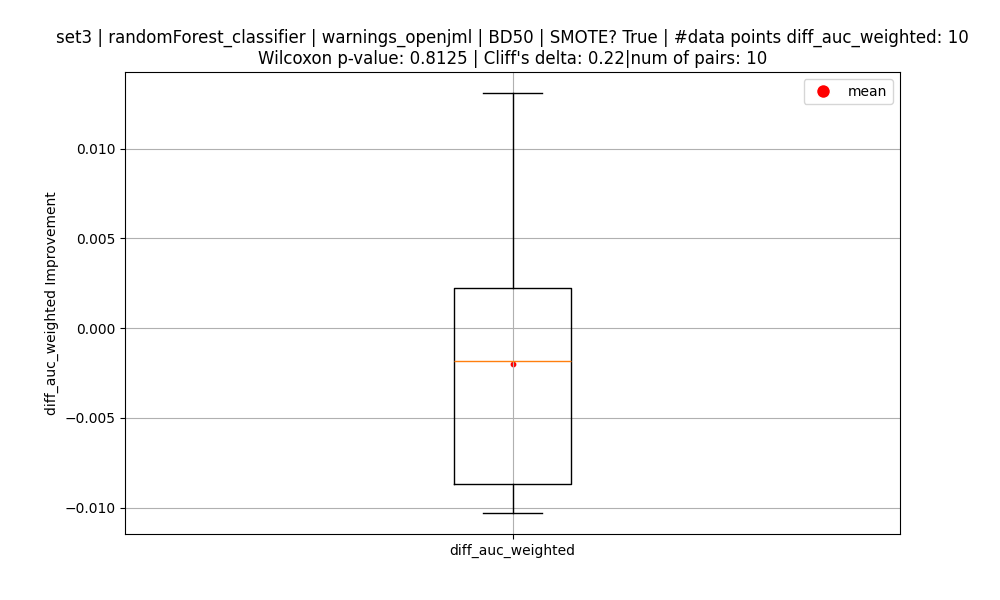 set3 | randomForest_classifier | warnings_openjml | BD50 | SMOTE? True | #data points diff_auc_weighted: 10
Wilcoxon p-value: 0.8125 | Cliff's delta: 0.22|num of pairs: 10
mean
diff_auc_weighted Improvement
0.010
0.005
0.000
−0.005
−0.010
diff_auc_weighted